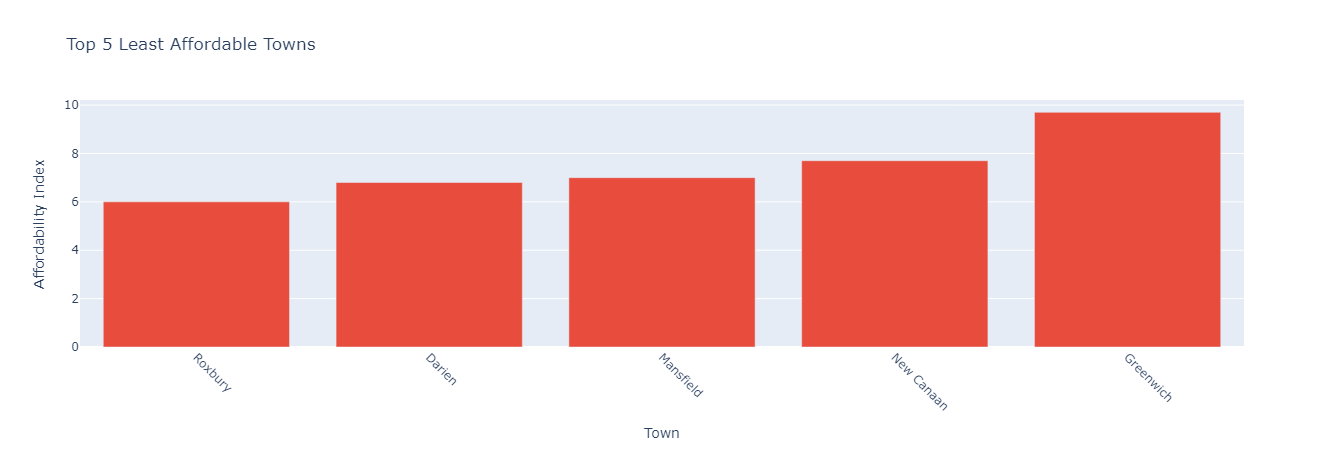 Top 5 Least Affordable Towns
Affordability Index
10
8
6
4
2
0
Roxbury
Darien
Mansfield
New Canaan
Greenwich
Town